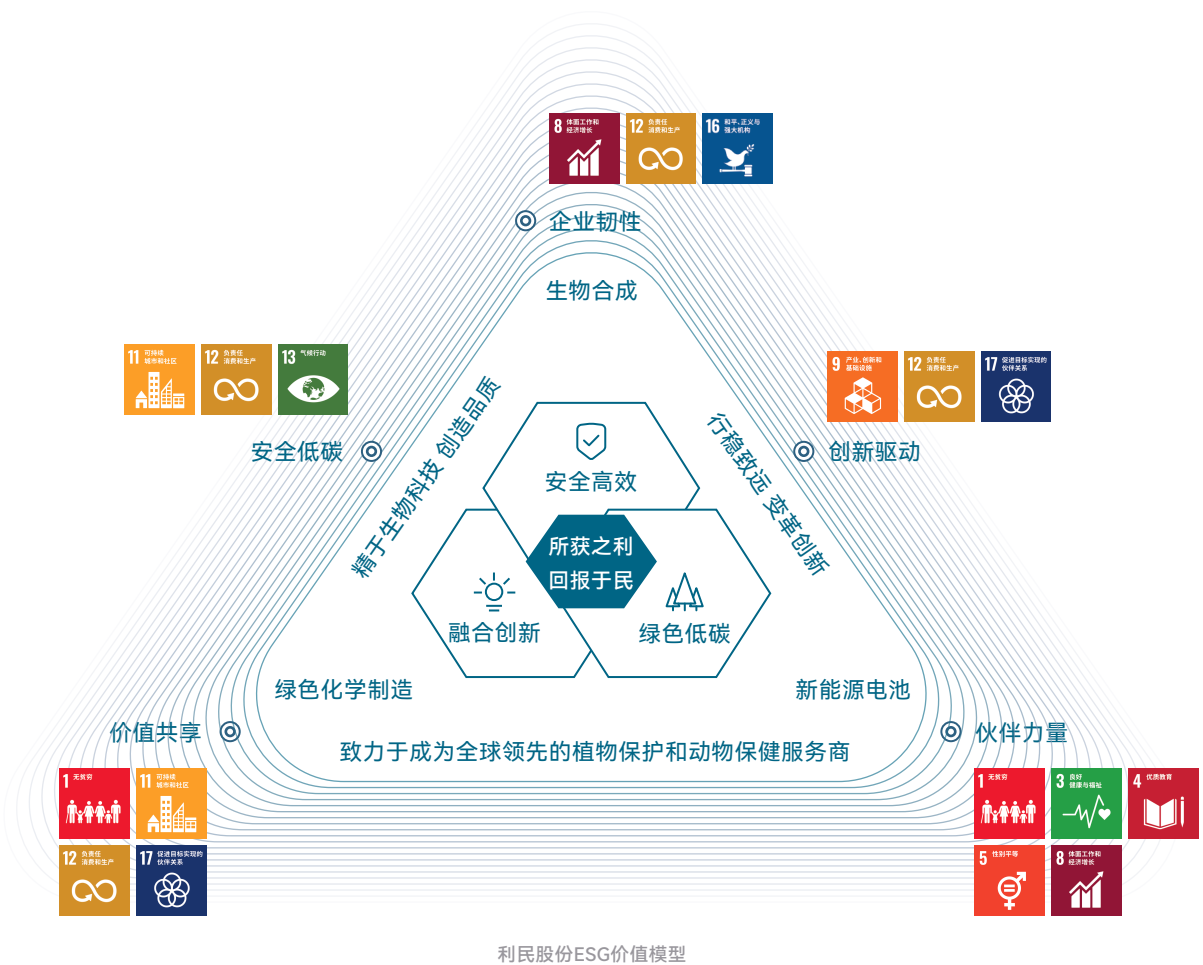 8 体面工作和
经济增长
12 负责任
消费和生产
16 和平、正义与
强大机构
企业韧性
生物合成
11 可持续
城市和社区
12 负责任
消费和生产
13 气候行动
安全低碳
9 产业、创新和
基础设施
12 负责任
消费和生产
17 促进目标实现的
伙伴关系
创新驱动
精于生物科技 创造品质
行稳致远 变革创新
安全高效
所获之利
回报于民
融合创新
绿色低碳
绿色化学制造
新能源电池
致力于成为全球领先的植物保护和动物保健服务商
价值共享
1 无贫穷
11 可持续
城市和社区
12 负责任
消费和生产
17 促进目标实现的
伙伴关系
伙伴力量
1 无贫穷
3 良好
健康与福祉
4 优质教育
5 性别平等
8 体面工作和
经济增长
利民股份ESG价值模型